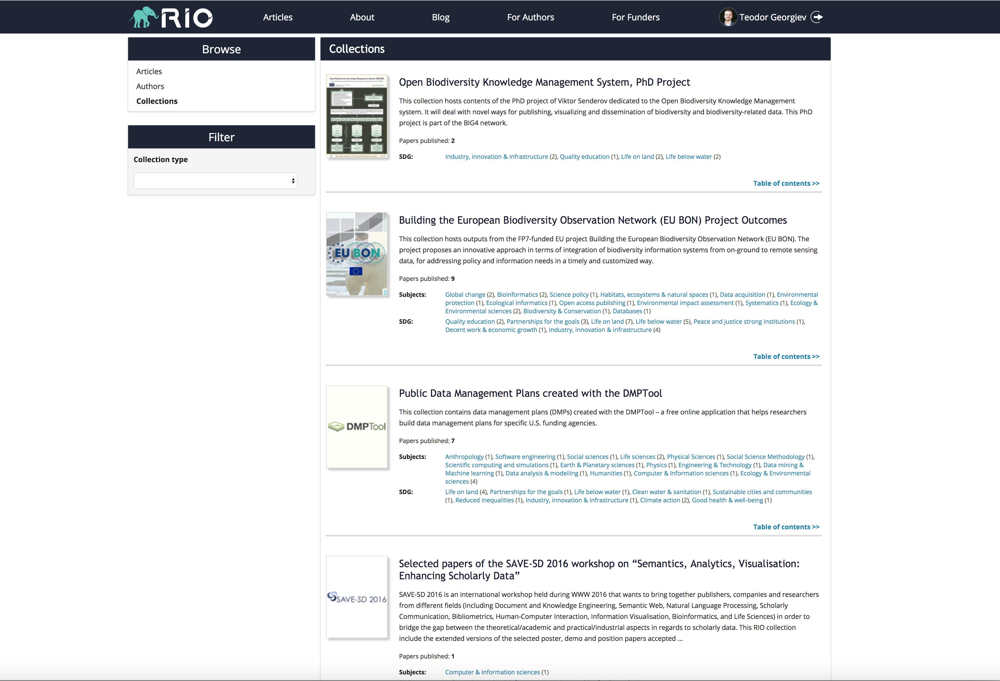 RIO
Articles
About
Blog
For Authors
For Funders
Teodor Georgiev
Browse
Articles
Authors
Collections
Filter
Collection type
Collections
Open Biodiversity Knowledge Management System, PhD Project
This collection hosts contents of the PhD project of Viktor Senderov dedicated to the Open Biodiversity Knowledge Management
system. It will deal with novel ways for publishing, visualizing and dissemination of biodiversity and biodiversity-related data. This PhD
project is part of the BIG4 network.
Papers published: 2
SDG: Industry, innovation & infrastructure (2), Quality education (1), Life on land (2), Life below water (2)
Table of contents >>
EU BON
Building the European Biodiversity Observation Network (EU BON) Project Outcomes
This collection hosts outputs from the FP7-funded EU project Building the European Biodiversity Observation Network (EU BON). The
project proposes an innovative approach in terms of integration of biodiversity information systems from on-ground to remote sensing
data, for addressing policy and information needs in a timely and customized way.
Papers published: 9
Subjects: Global change (2), Bioinformatics (2), Science policy (1), Habitats, ecosystems & natural spaces (1), Data acquisition (1), Environmental
protection (1), Ecological Informatics (1), Open access publishing (1), Environmental impact assessment (1), Systematics (1), Ecology &
Environmental sciences (2), Biodiversity & Conservation (1), Databases (1)
SDG: Quality education (2), Partnerships for the goals (3), Life on land (7), Life below water (5), Peace and justice strong institutions (1),
Decent work & economic growth (1), Industry, innovation & infrastructure (4)
Table of contents >>
DMPTool
Public Data Management Plans created with the DMPTool
This collection contains data management plans (DMPs) created with the DMPTool – a free online application that helps researchers
build data management plans for specific U.S. funding agencies.
Papers published: 7
Subjects: Anthropology (1), Software engineering (1), Social sciences (1), Life sciences (2), Physical Sciences (1), Social Science Methodology (1),
Scientific computing and simulations (1), Earth & Planetary sciences (1), Physics (1), Engineering & Technology (1), Data mining &
Machine learning (1), Data analysis & modelling (1), Humanities (1), Computer & Information sciences (1), Ecology & Environmental
sciences (4)
SDG: Life on land (4), Partnerships for the goals (1), Life below water (1), Clean water & sanitation (1), Sustainable cities and communities
(1), Reduced inequalities (1), Industry, innovation & infrastructure (1), Climate action (2), Good health & well-being (1)
Table of contents >>
SAVE-SD 2016
Selected papers of the SAVE-SD 2016 workshop on “Semantics, Analytics, Visualisation:
Enhancing Scholarly Data”
SAVE-SD 2016 is an international workshop held during WWW 2016 that wants to bring together publishers, companies and researchers
from different fields (including Document and Knowledge Engineering, Semantic Web, Natural Language Processing, Scholarly
Communication, Bibliometrics, Human-Computer Interaction, Information Visualisation, Bioinformatics, and Life Sciences) in order to
bridge the gap between the theoretical/academic and practical/industrial aspects in regards to scholarly data. This RIO collection
include the extended versions of the selected poster, demo and position papers accepted ...
Papers published: 1
Subjects: Computer & Information sciences (1)